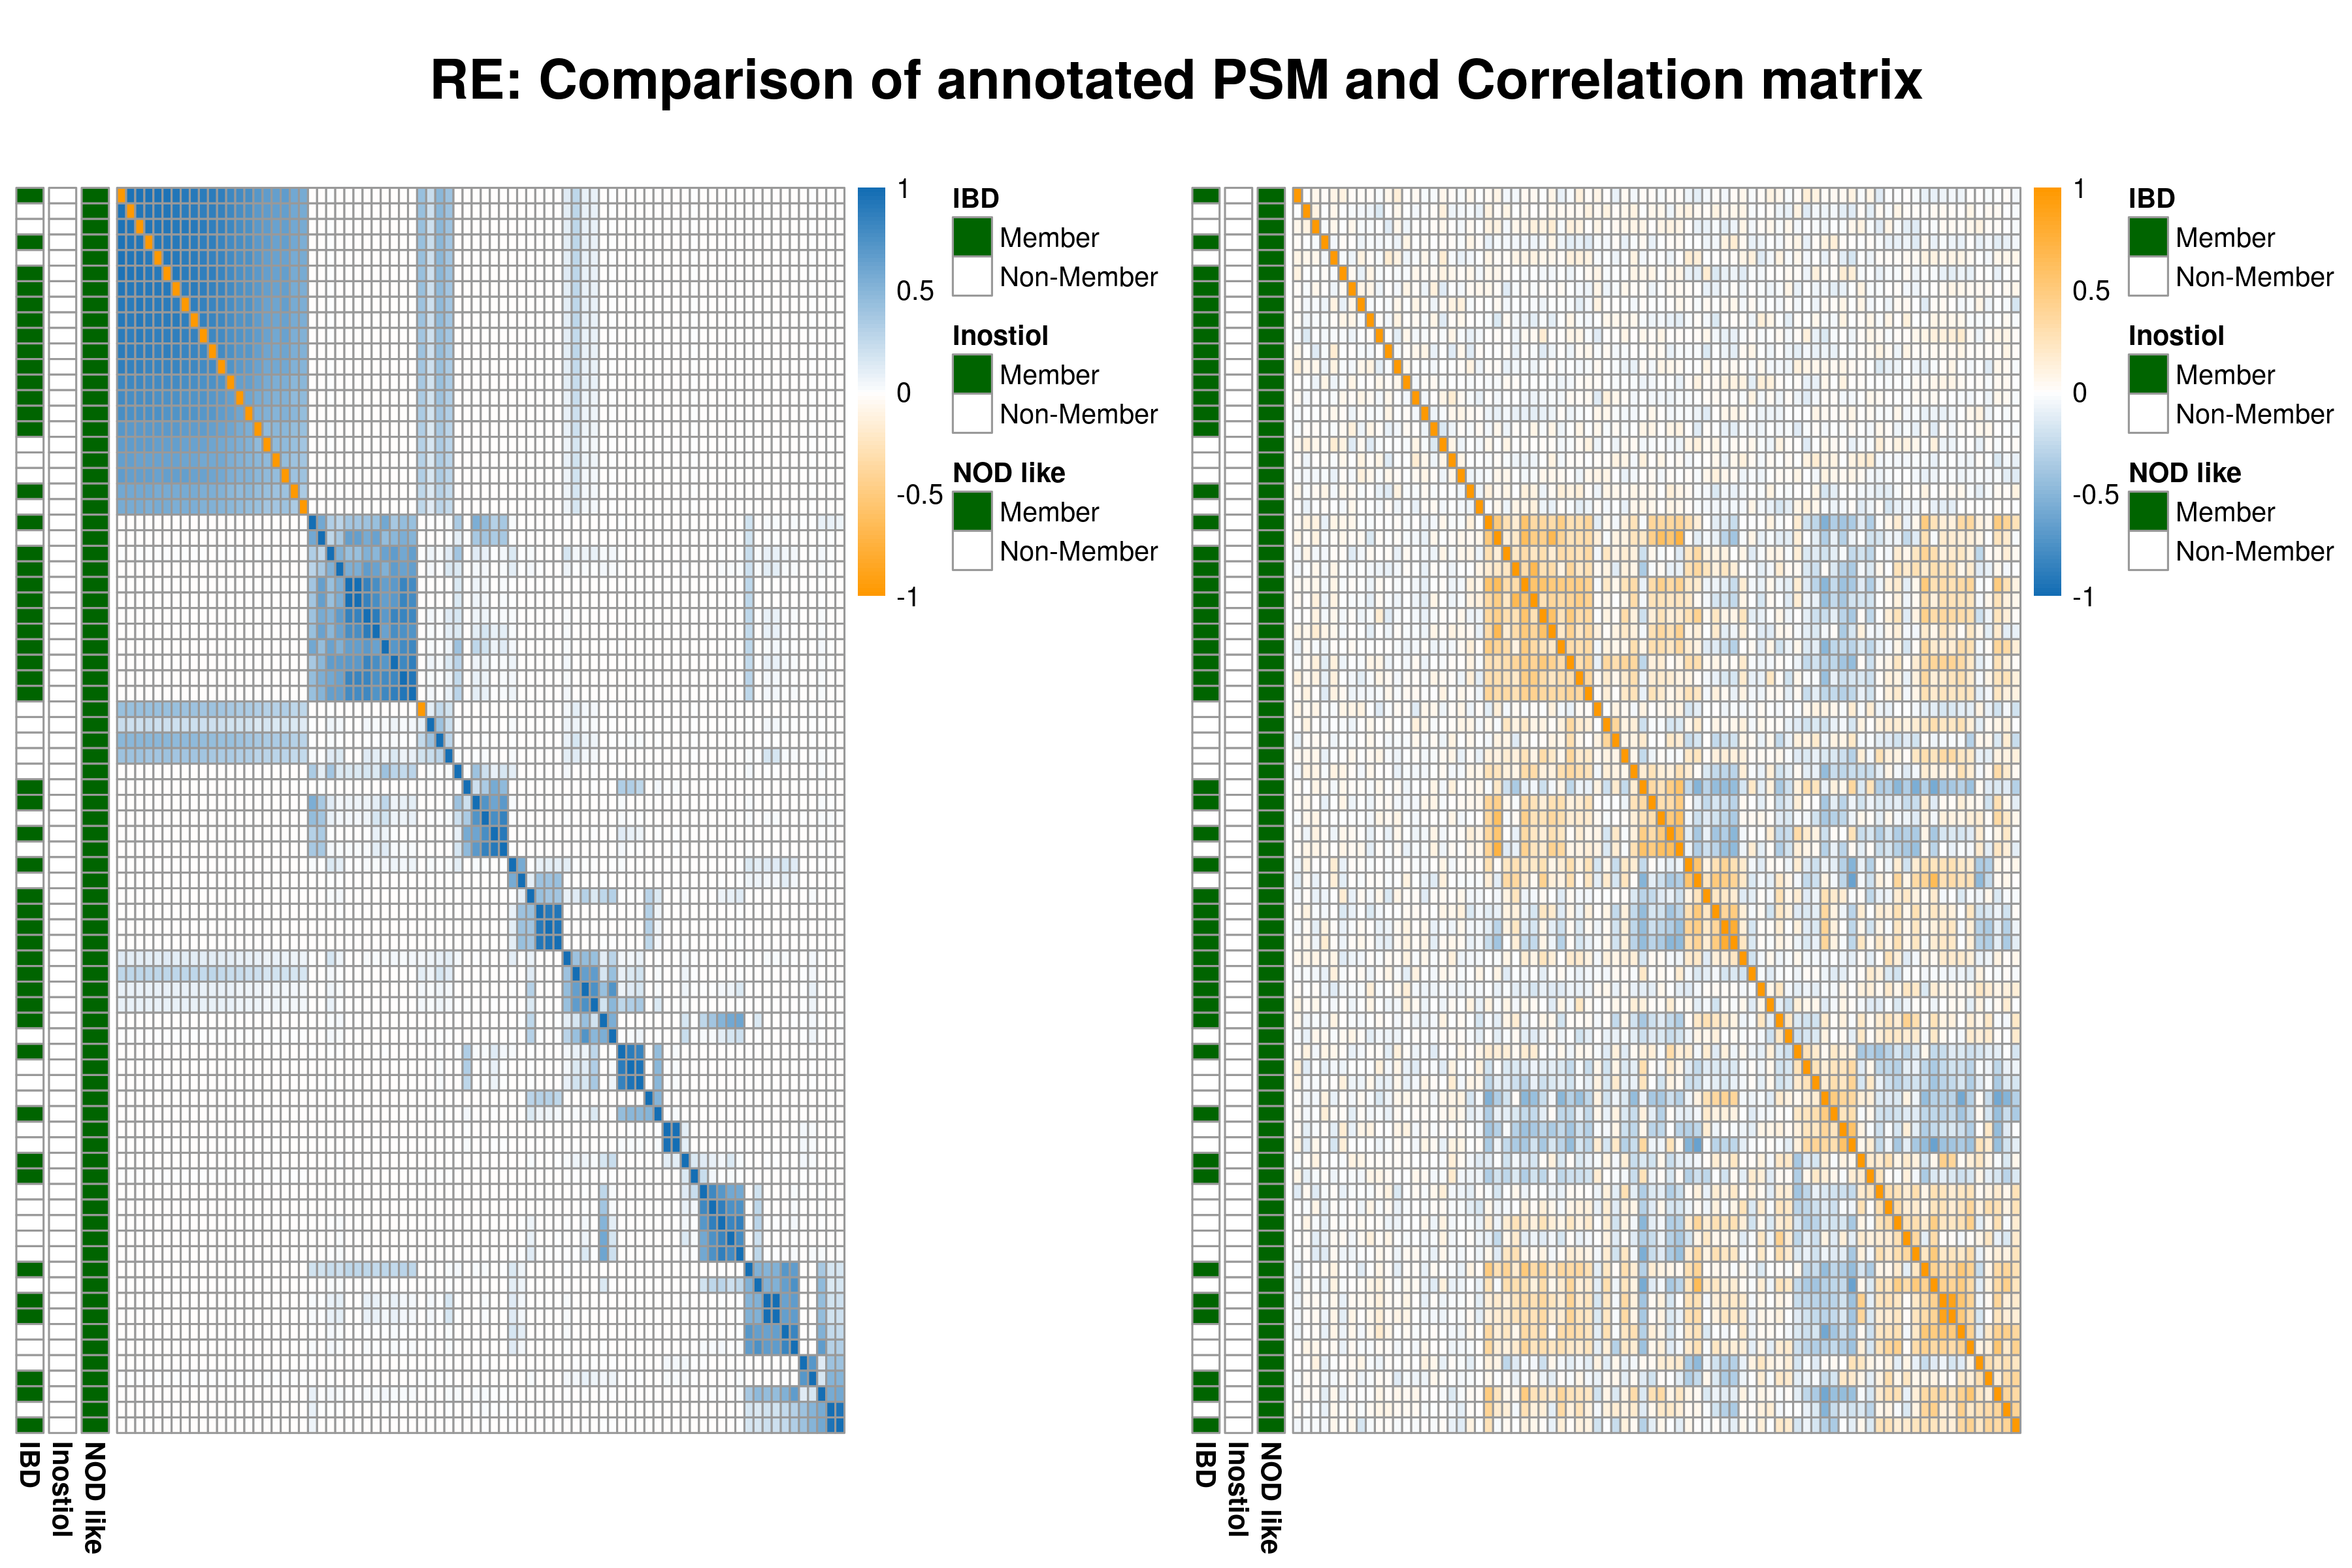 RE: Comparison of annotated PSM and Correlation matrix
1
0.5
0
-0.5
-1
IBD
Member
Non-Member
Inostiol
Member
Non-Member
NOD like
Member
Non-Member
IBD
Inostiol
NOD like
1
0.5
0
-0.5
-1
IBD
Member
Non-Member
Inostiol
Member
Non-Member
NOD like
Member
Non-Member
IBD
Inostiol
NOD like